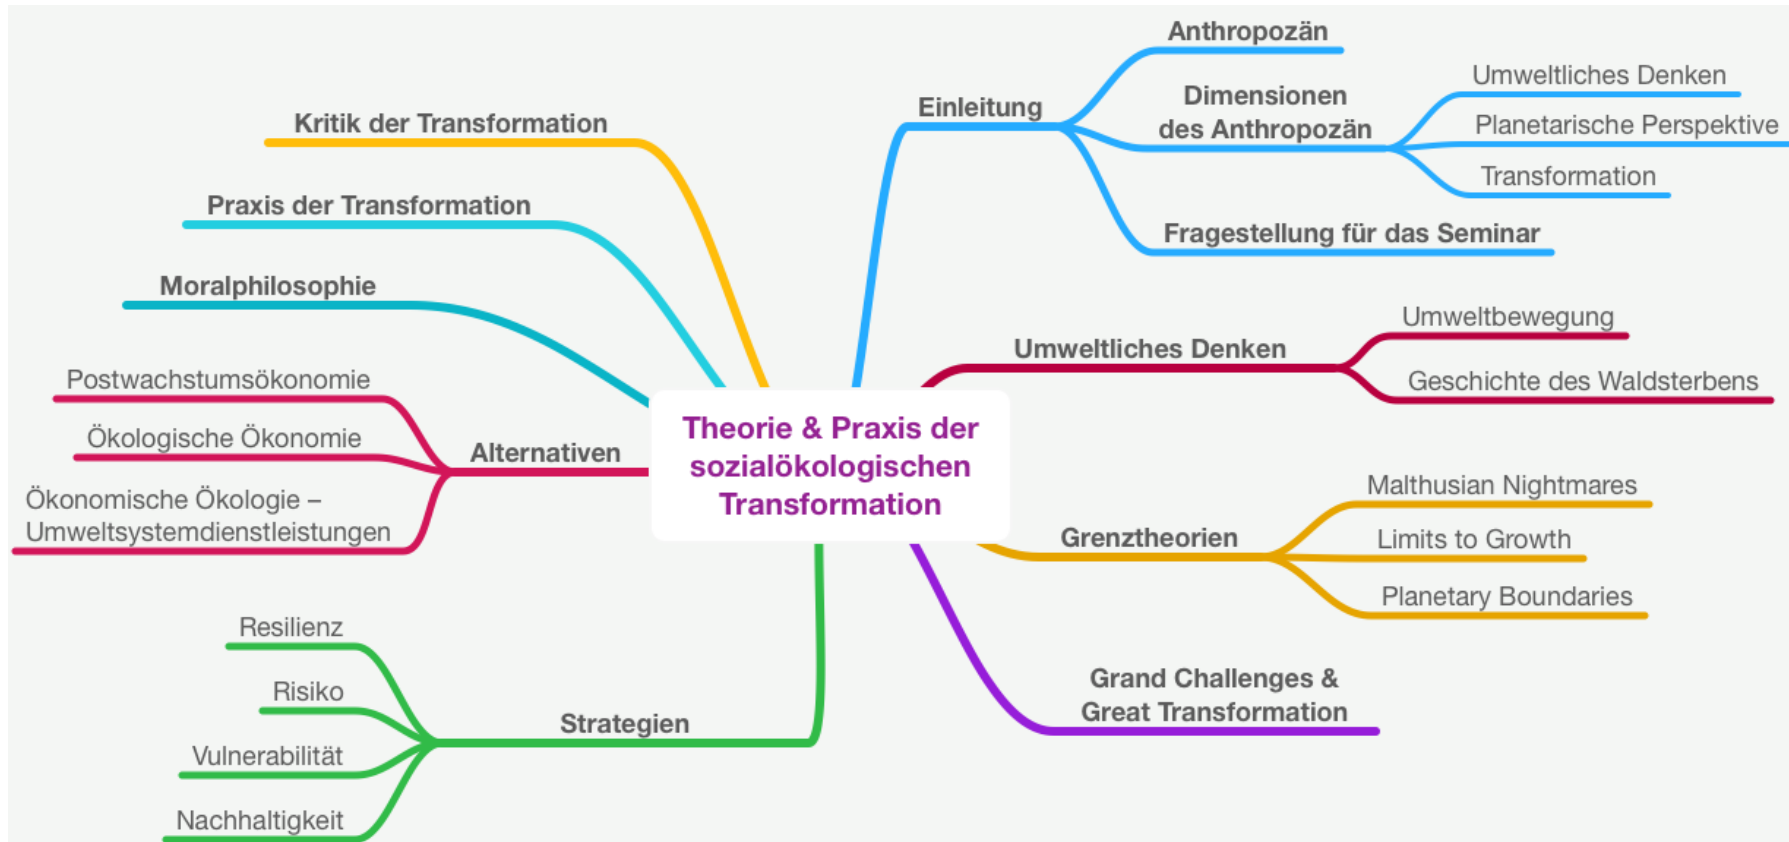 Theorie & Praxis der
sozialökologischen
Transformation
Einleitung
Anthropozän
Dimensionen
des Anthropozän
Umweltliches Denken
Planetarische Perspektive
Transformation
Fragestellung für das Seminar
Umweltliches Denken
Umweltbewegung
Geschichte des Waldsterbens
Grenztheorien
Malthusian Nightmares
Limits to Growth
Planetary Boundaries
Grand Challenges &
Great Transformation
Strategien
Resilienz
Risiko
Vulnerabilität
Nachhaltigkeit
Alternativen
Postwachstumsökonomie
Ökologische Ökonomie
Ökonomische Ökologie –
Umweltsystemdienstleistungen
Moralphilosophie
Praxis der Transformation
Kritik der Transformation